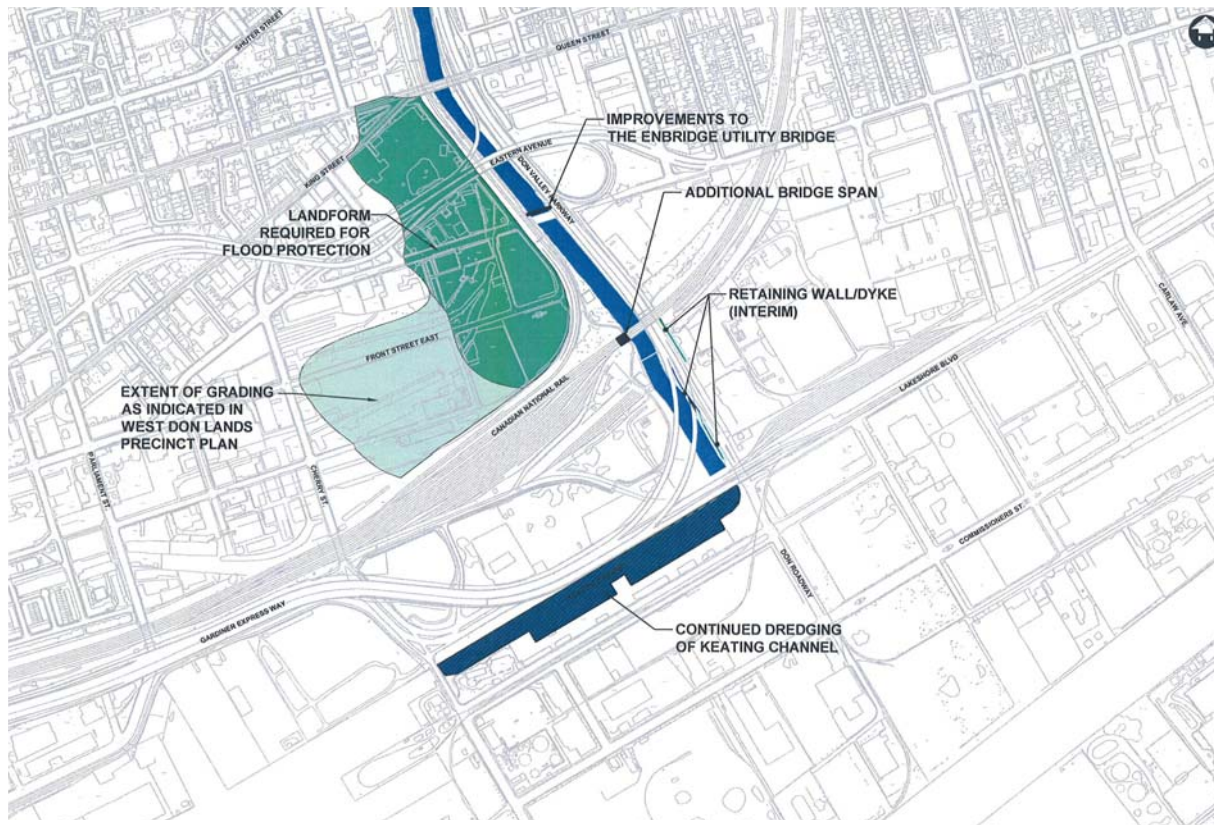 SHUTER STREET
QUEEN STREET
IMPROVEMENTS TO
THE ENBRIDGE UTILITY BRIDGE
EASTERN AVENUE
DON VALLEY PARKWAY
KING STREET
ADDITIONAL BRIDGE SPAN
LANDFORM
REQUIRED FOR
FLOOD PROTECTION
RETAINING WALL/DYKE
(INTERIM)
CARLAW AVE.
FRONT STREET EAST
LAKESHORE BLVD
CANADIAN NATIONAL RAIL
EXTENT OF GRADING
AS INDICATED IN
WEST DON LANDS
PRECINCT PLAN
PARLIAMENT ST.
CHERRY ST.
COMMISSIONERS ST.
DON ROADWAY
GARDINER EXPRESS WAY
CONTINUED DREDGING
OF KEATING CHANNEL